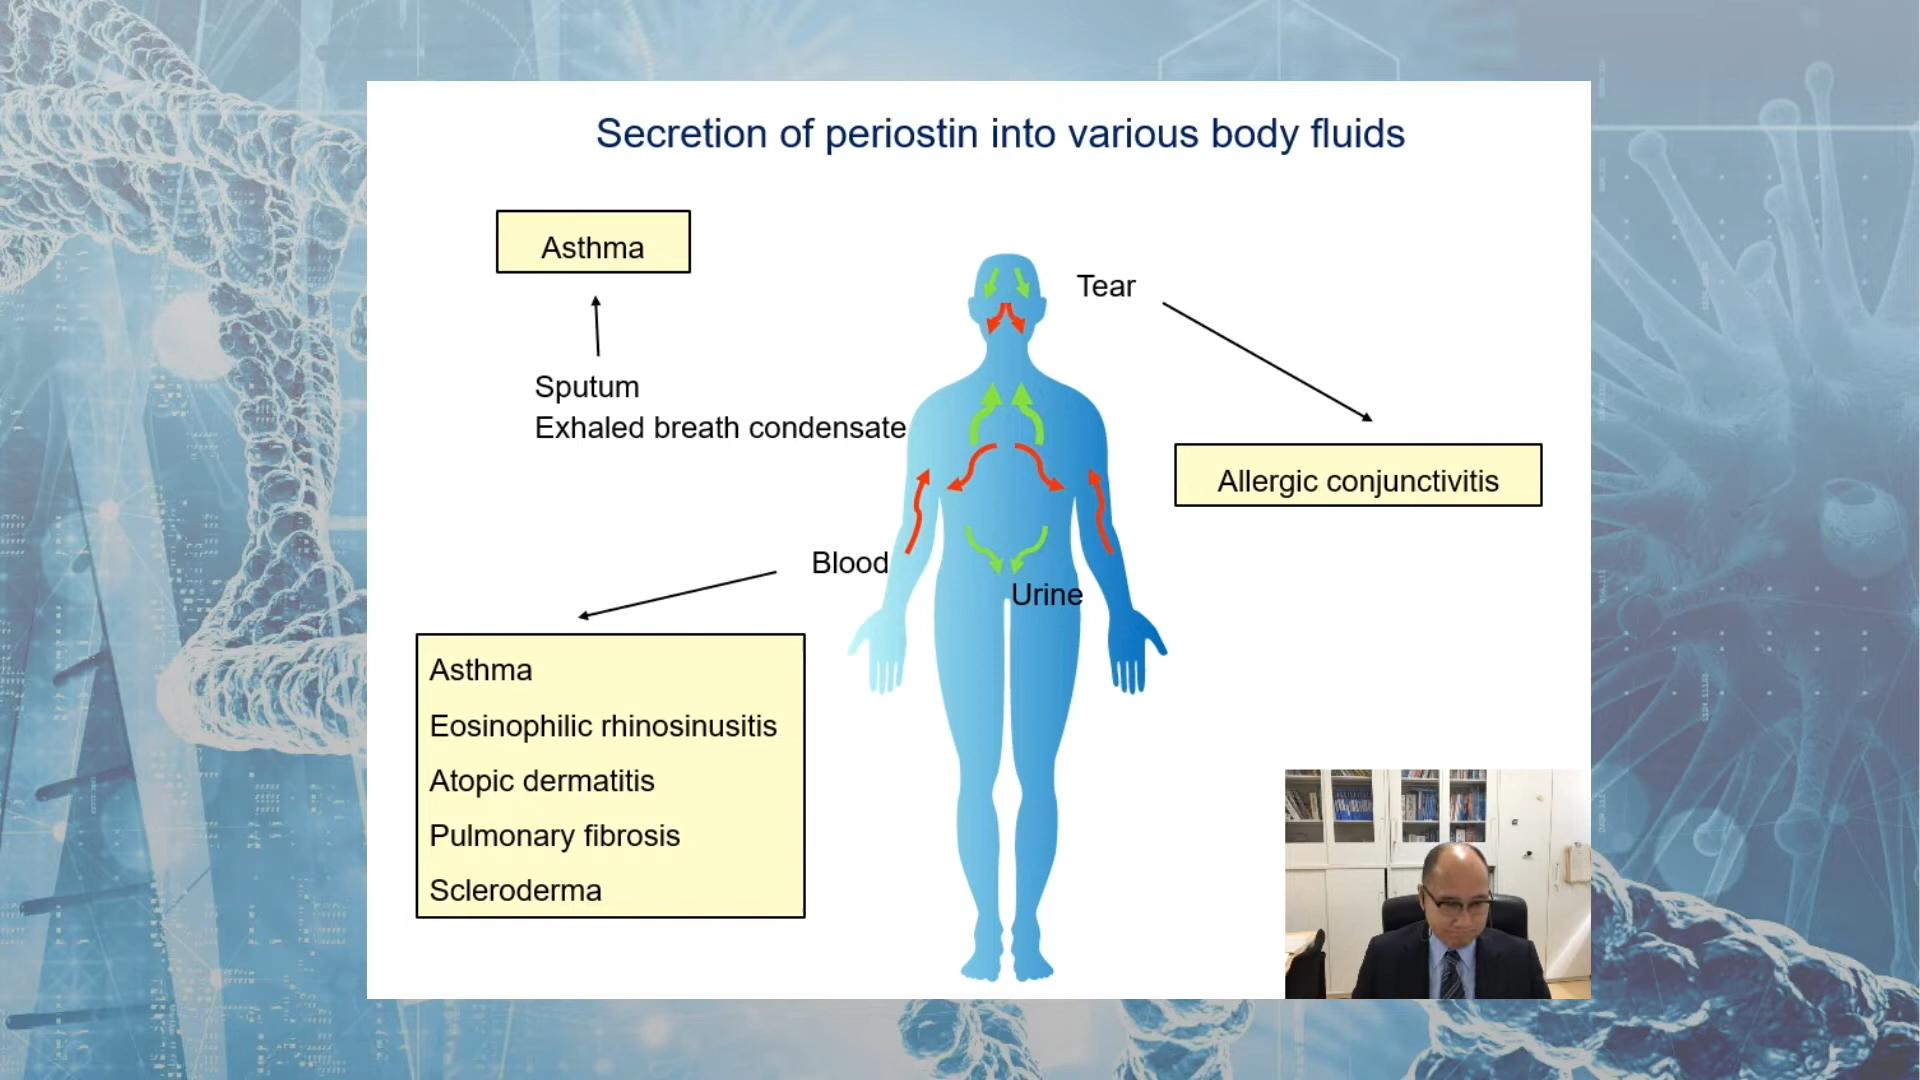 Secretion of periostin into various body fluids
Asthma
Tear
Sputum
Exhaled breath condensate
Allergic conjunctivitis
Blood
Urine
Asthma
Eosinophilic rhinosinusitis
Atopic dermatitis
Pulmonary fibrosis
Scleroderma